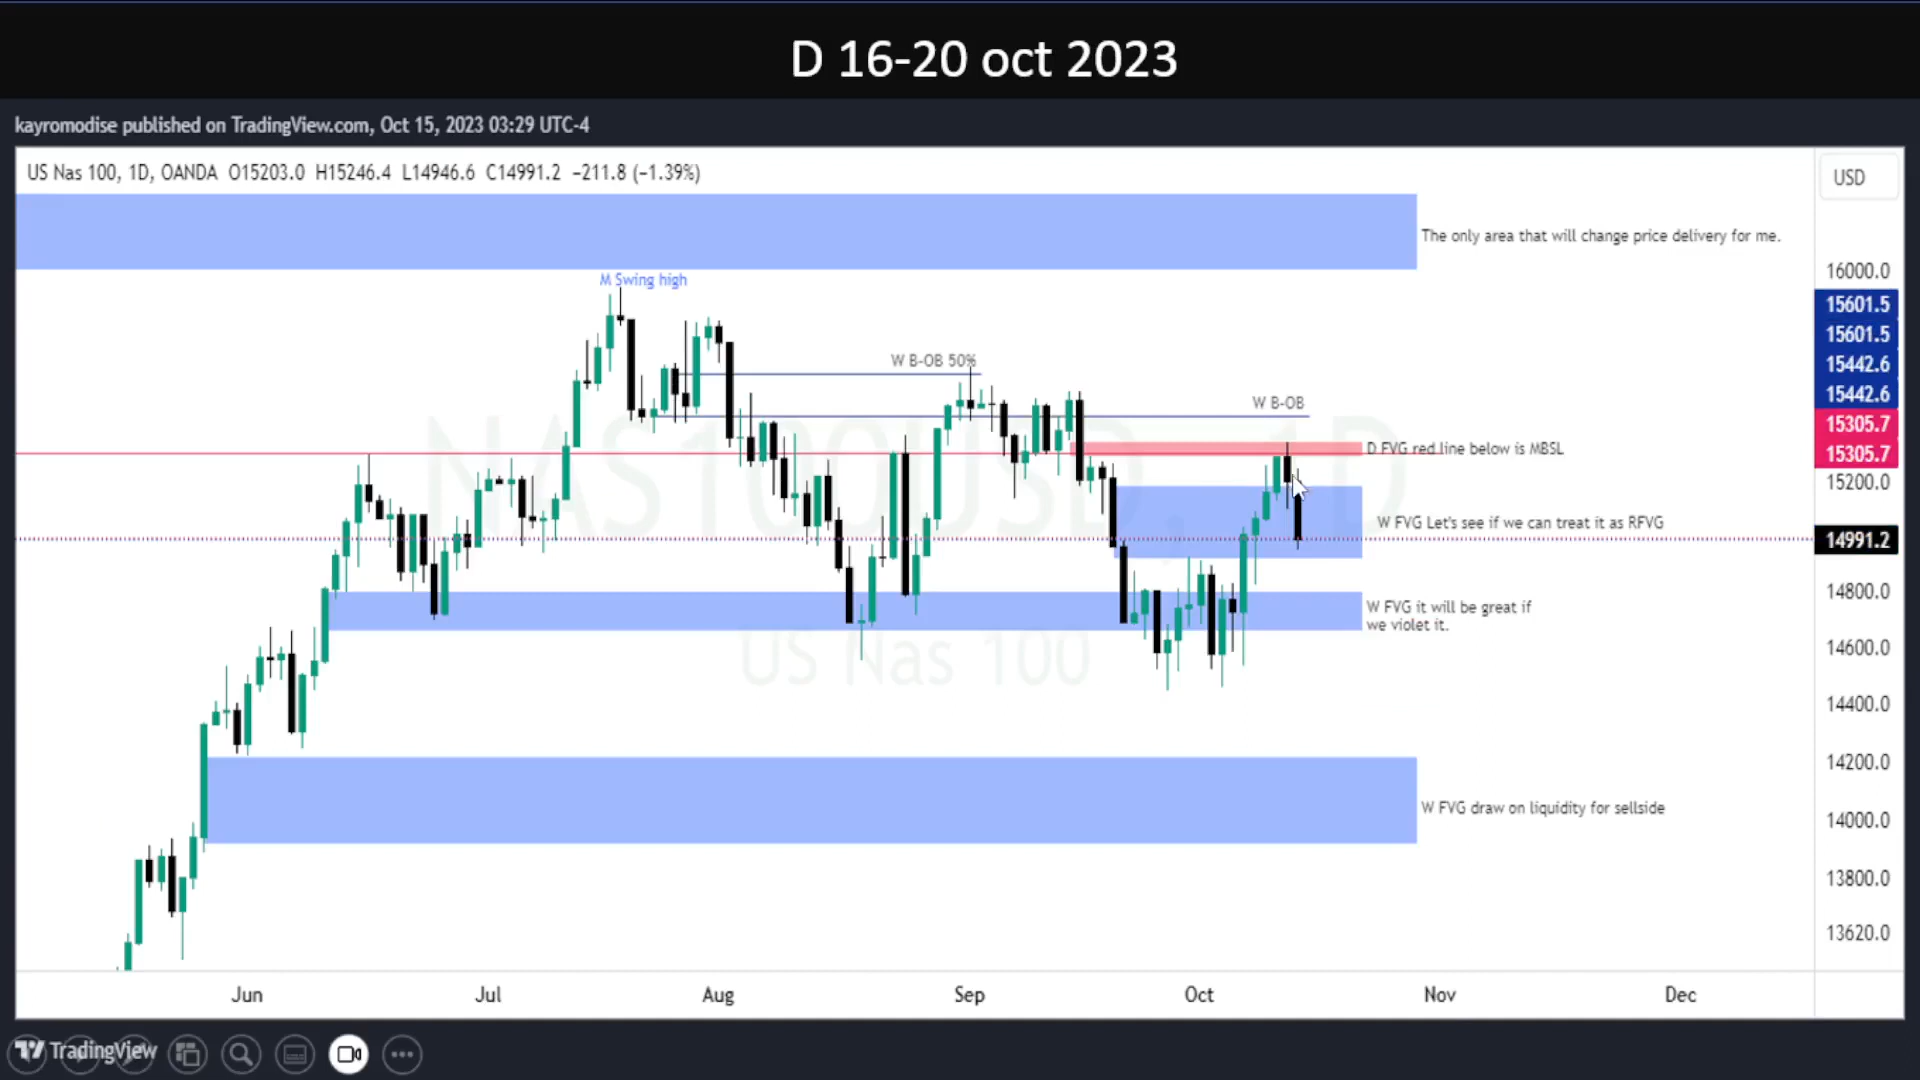 D 16-20 oct 2023
kayromodise published on TradingView.com, Oct 15, 2023 03:29 UTC-4
US Nas 100, 1D, OANDA O15203.0 H15246.4 L14946.6 C14991.2 −211.8 (−1.39%)
USD
The only area that will change price delivery for me.
16000.0
M Swing high
15601.5
15601.5
W B-OB 50%
15442.6
15442.6
W B-OB
15305.7
D FVG red line below is MBSL
15305.7
15200.0
NAS100USD, 1D
W FVG Let's see if we can treat it as RFVG
14991.2
14800.0
W FVG it will be great if
we violet it.
14600.0
US Nas 100
14400.0
14200.0
W FVG draw on liquidity for sellside
14000.0
13800.0
13620.0
Jun Jul Aug Sep Oct Nov Dec
TradingView